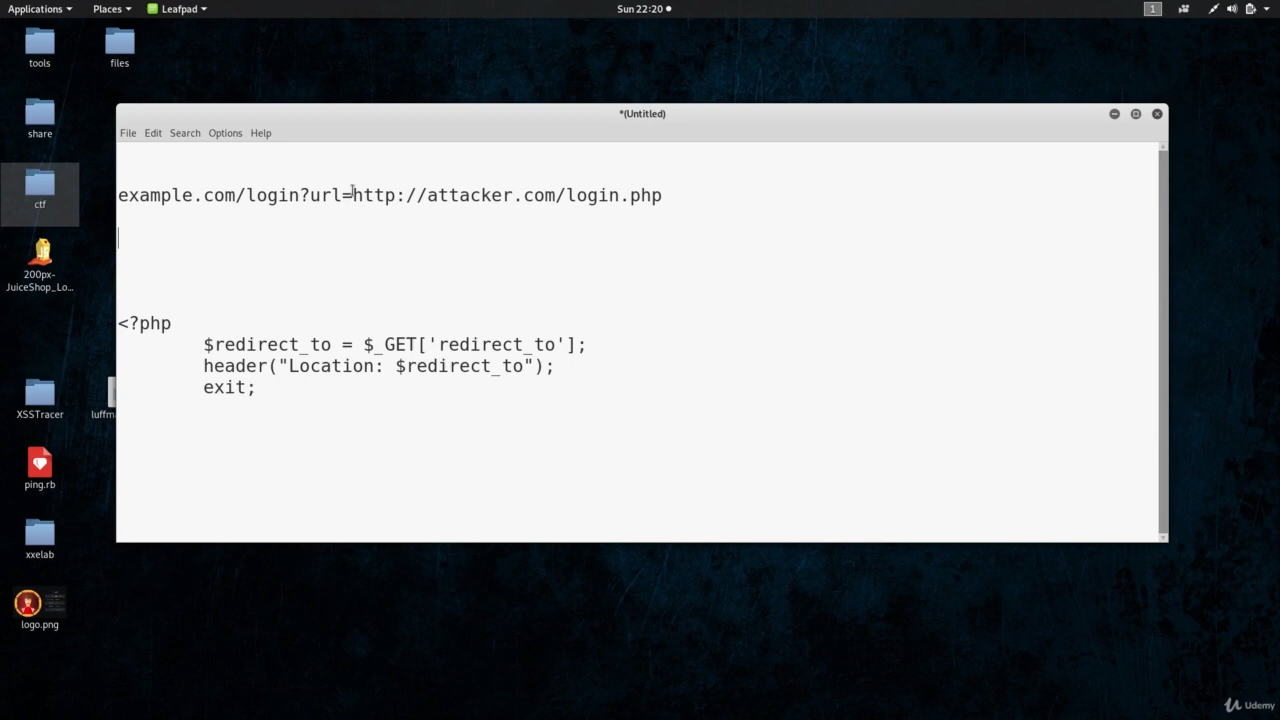 Applications Places Leafpad Sun 22:20 1
tools
files
share
ctf
200px-
JuiceShop_Lo...
XSSTracer
ping.rb
xxelab
logo.png
*(Untitled)
File Edit Search Options Help
example.com/login?url=http://attacker.com/login.php
<?php
$redirect_to = $_GET['redirect_to'];
header("Location: $redirect_to");
exit;
Udemy